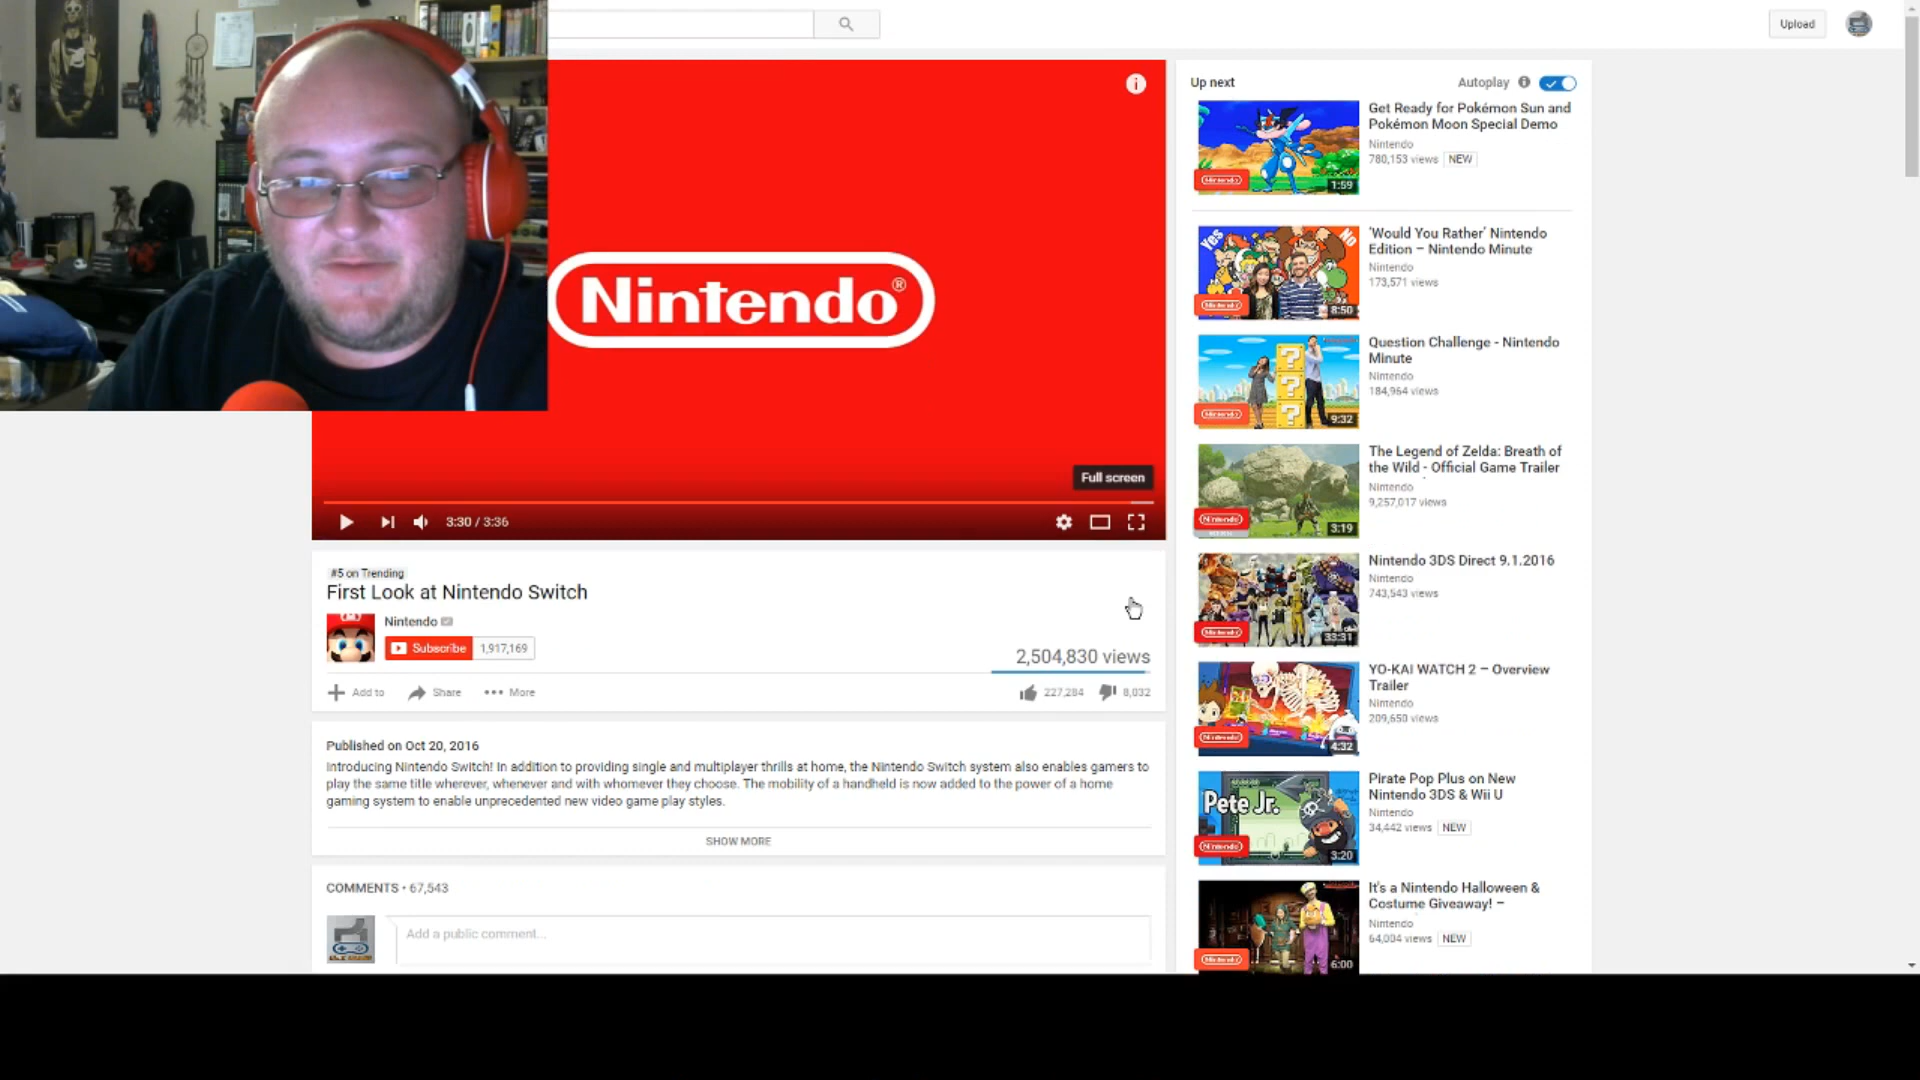 Upload
Nintendo®
Full screen
3:30 / 3:36
#5 on Trending
First Look at Nintendo Switch
Nintendo
Subscribe 1,917,169
2,504,830 views
Add to Share More 227,284 8,032
Published on Oct 20, 2016
Introducing Nintendo Switch! In addition to providing single and multiplayer thrills at home, the Nintendo Switch system also enables gamers to
play the same title wherever, whenever and with whomever they choose. The mobility of a handheld is now added to the power of a home
gaming system to enable unprecedented new video game play styles.
SHOW MORE
COMMENTS • 67,543
Add a public comment...
Up next Autoplay
Get Ready for Pokémon Sun and
Pokémon Moon Special Demo
Nintendo
780,153 views NEW
Nintendo
1:59
'Would You Rather' Nintendo
Edition – Nintendo Minute
Nintendo
173,571 views
Yes No
Nintendo
8:50
Question Challenge - Nintendo
Minute
Nintendo
184,964 views
? ? ?
Nintendo
9:32
The Legend of Zelda: Breath of
the Wild - Official Game Trailer
Nintendo
9,257,017 views
Nintendo
3:19
Nintendo 3DS Direct 9.1.2016
Nintendo
743,543 views
Nintendo
33:31
YO-KAI WATCH 2 – Overview
Trailer
Nintendo
209,650 views
Nintendo
4:32
Pirate Pop Plus on New
Nintendo 3DS & Wii U
Nintendo
34,442 views NEW
Pete Jr.
Nintendo
3:20
It's a Nintendo Halloween &
Costume Giveaway! –
Nintendo
64,004 views NEW
Nintendo
6:00